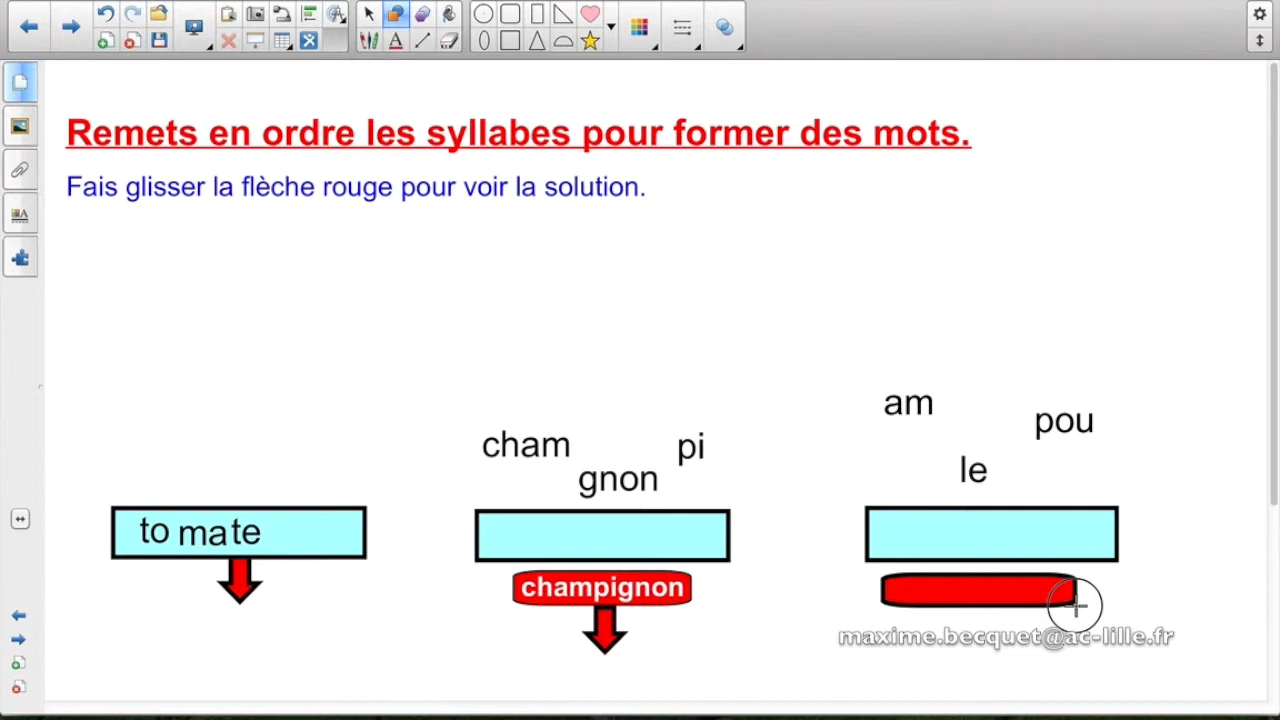 Remets en ordre les syllabes pour former des mots.
Fais glisser la flèche rouge pour voir la solution.
am
pou
cham
pi
gnon
le
to mate
champignon
maxime.becquet@ac-lille.fr